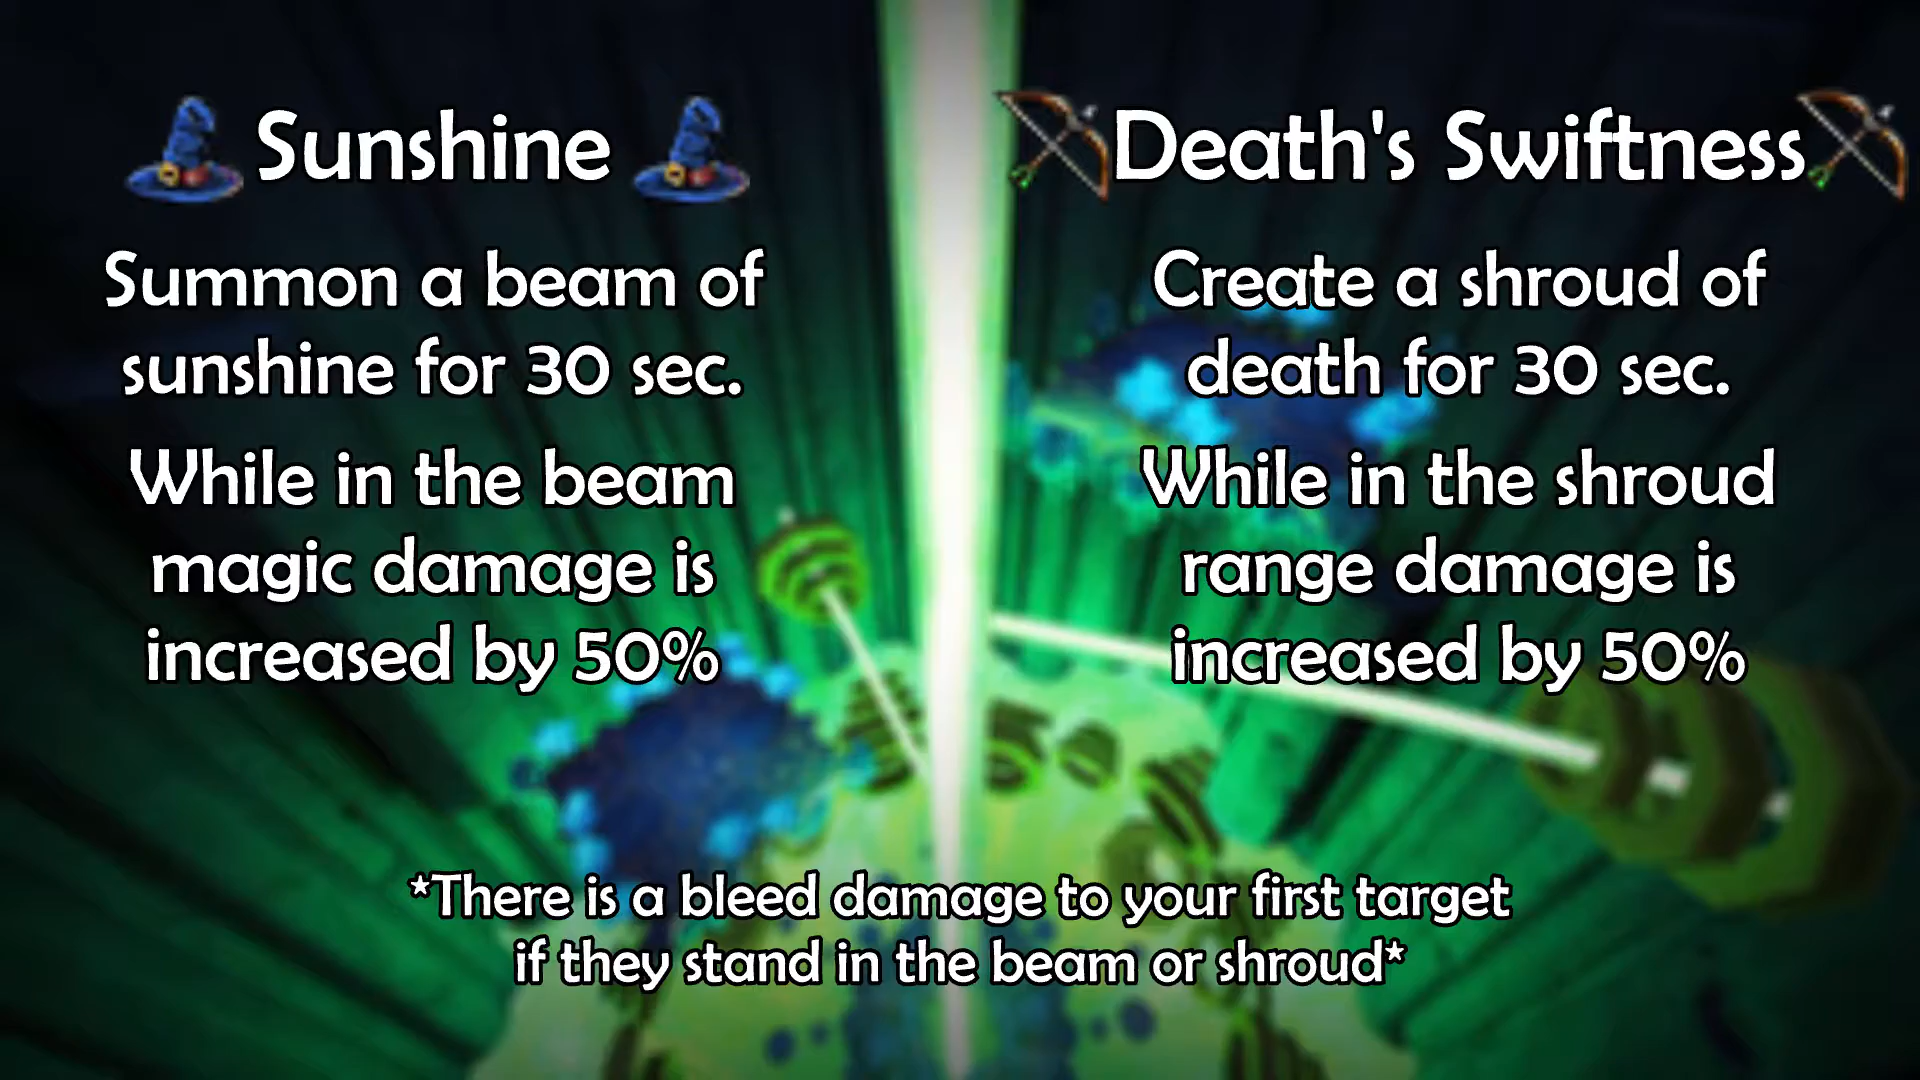 Sunshine
Summon a beam of
sunshine for 30 sec.
While in the beam
magic damage is
increased by 50%
Death's Swiftness
Create a shroud of
death for 30 sec.
While in the shroud
range damage is
increased by 50%
*There is a bleed damage to your first target
if they stand in the beam or shroud*